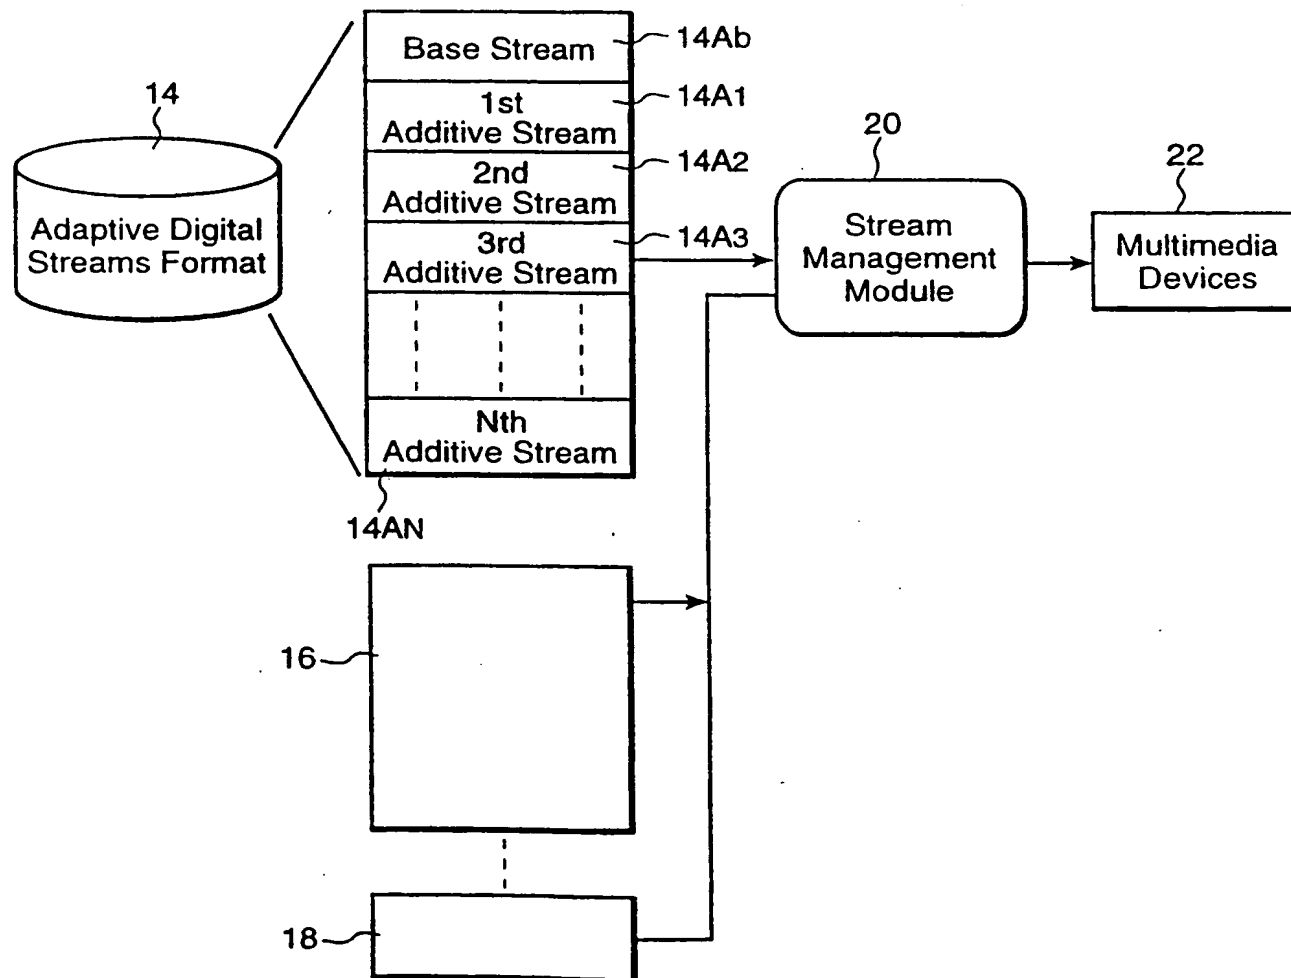 Base Stream
14Ab
14
1st
Additive Stream
14A1
2nd
Additive Stream
14A2
3rd
Additive Stream
14A3
Adaptive Digital
Streams Format
20
Stream
Management
Module
22
Multimedia
Devices
Nth
Additive Stream
14AN
16
18